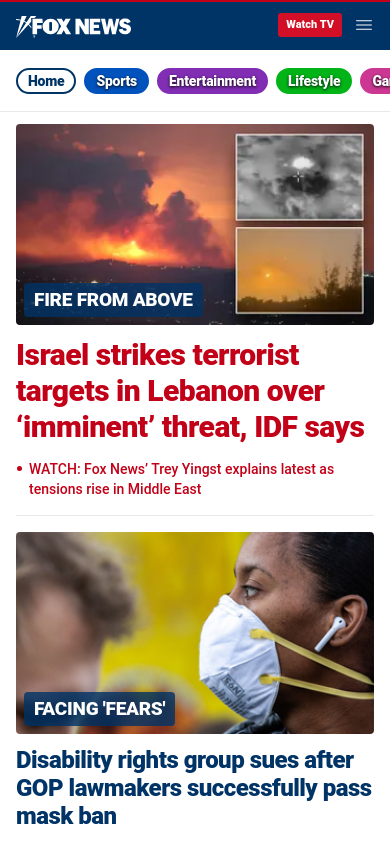 FOX NEWS
Watch TV
Home
Sports
Entertainment
Lifestyle
FIRE FROM ABOVE
Israel strikes terrorist
targets in Lebanon over
‘imminent’ threat, IDF says
• WATCH: Fox News’ Trey Yingst explains latest as
tensions rise in Middle East
FACING 'FEARS'
Disability rights group sues after
GOP lawmakers successfully pass
mask ban